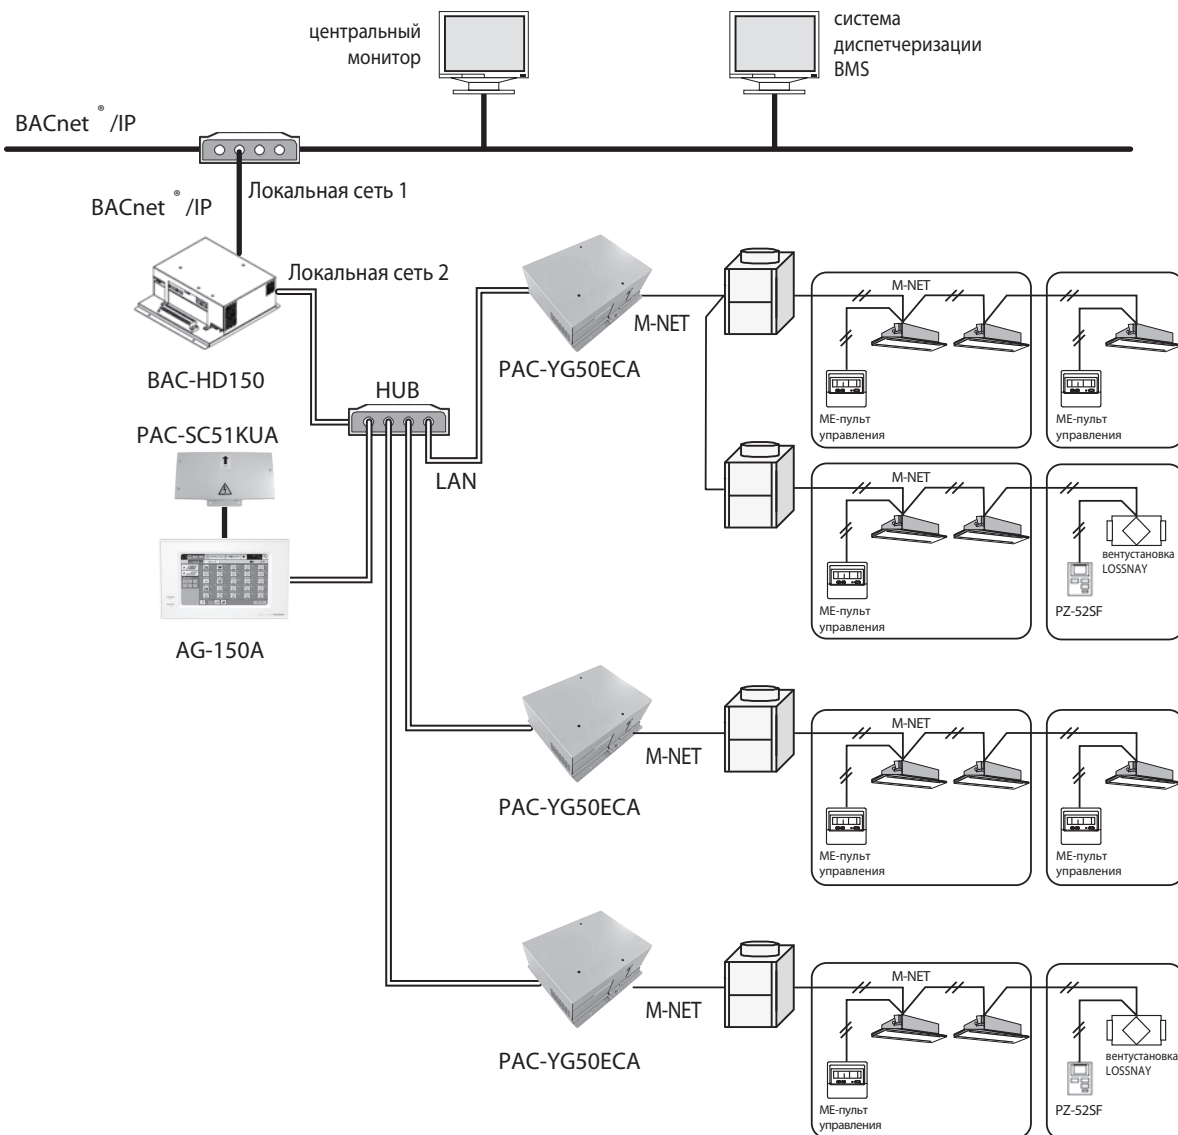 центральный
монитор
система
диспетчеризации
BMS
BACnet ® /IP
Локальная сеть 1
BACnet ® /IP
Локальная сеть 2
BAC-HD150
PAC-YG50ECA
M-NET
M-NET
ME-пульт
управления
ME-пульт
управления
HUB
LAN
PAC-SC51KUA
AG-150A
M-NET
ME-пульт
управления
вентустановка
LOSSNAY
PZ-52SF
PAC-YG50ECA
M-NET
M-NET
ME-пульт
управления
ME-пульт
управления
PAC-YG50ECA
M-NET
M-NET
ME-пульт
управления
вентустановка
LOSSNAY
PZ-52SF